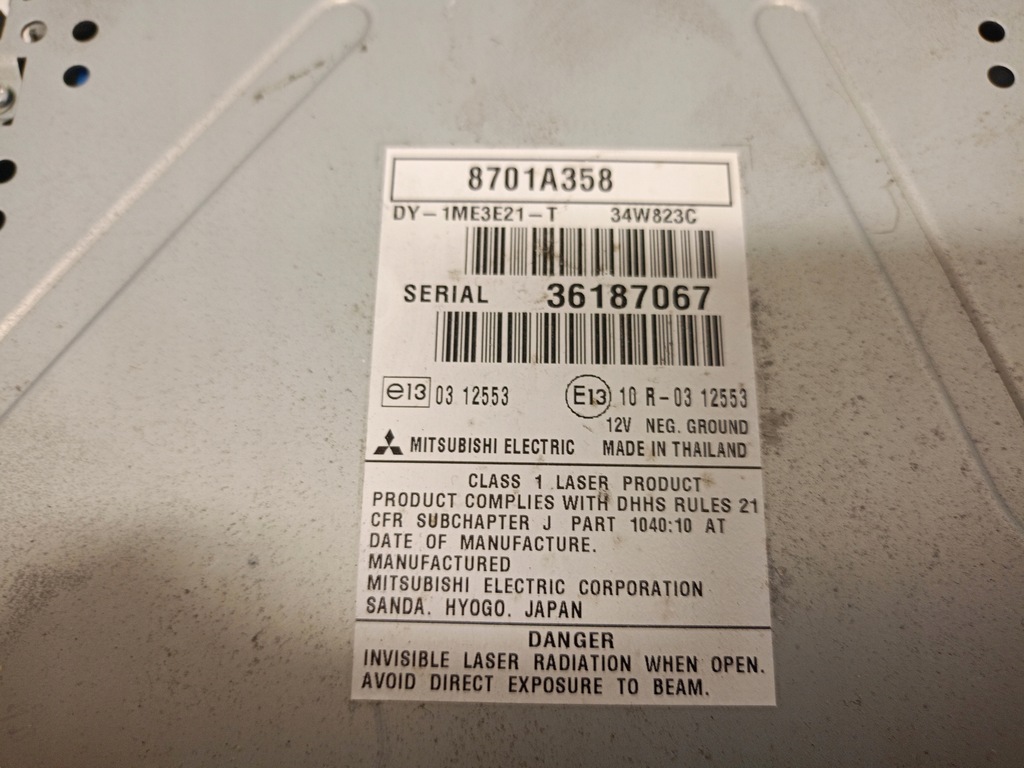 8701A358
DY-1ME3E21-T 34W823C
SERIAL 36187067
e13 03 12553 E13 10 R-03 12553
12V NEG. GROUND
MITSUBISHI ELECTRIC MADE IN THAILAND
CLASS 1 LASER PRODUCT
PRODUCT COMPLIES WITH DHHS RULES 21
CFR SUBCHAPTER J PART 1040:10 AT
DATE OF MANUFACTURE.
MANUFACTURED
MITSUBISHI ELECTRIC CORPORATION
SANDA. HYOGO. JAPAN
DANGER
INVISIBLE LASER RADIATION WHEN OPEN.
AVOID DIRECT EXPOSURE TO BEAM.